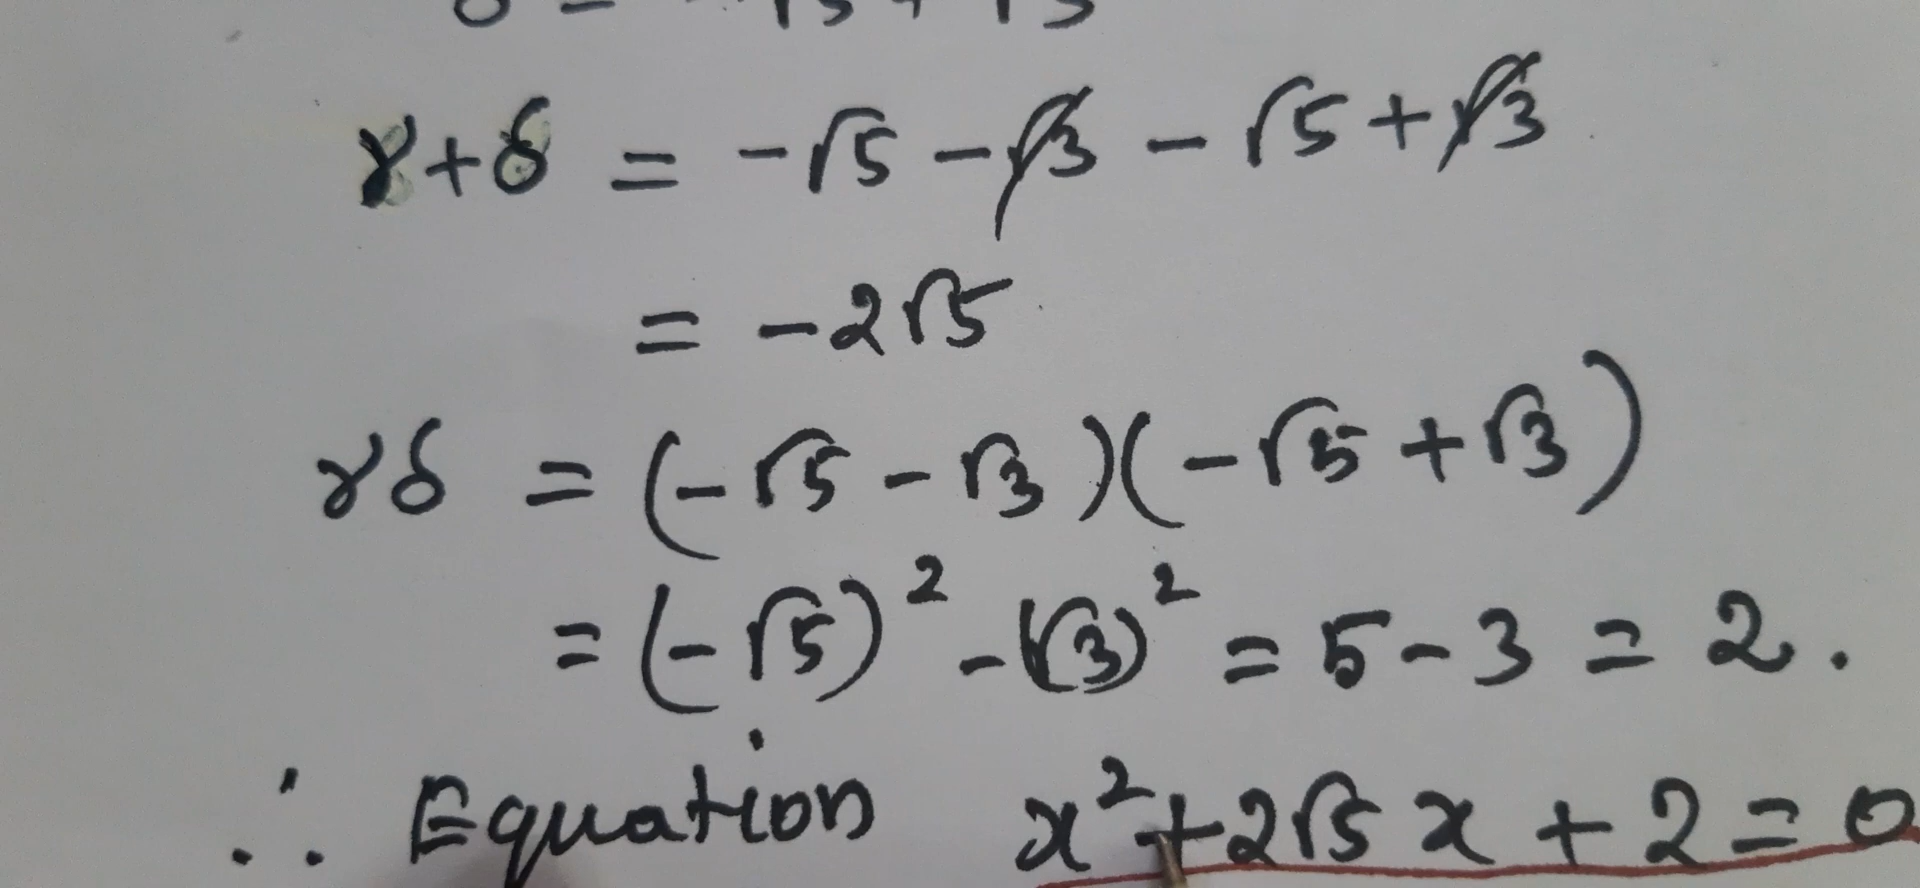 γ+δ = -√5 - √3 - √5 + √3
= -2√5
γδ = (-√5 - √3)(-√5 + √3)
= (-√5)² - (√3)² = 5 - 3 = 2.
∴ Equation x² + 2√5 x + 2 = 0